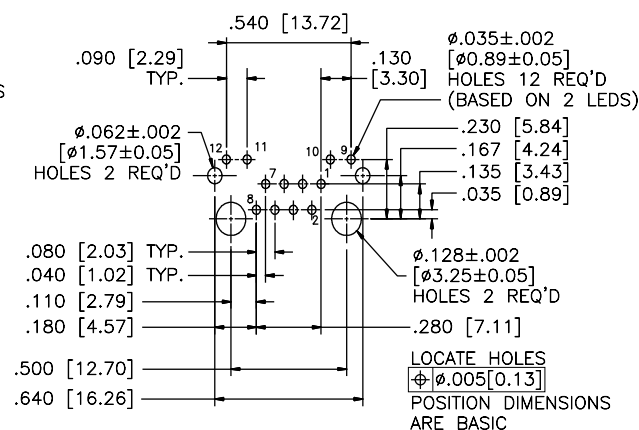 .540 [13.72]
.090 [2.29]
TYP.
.130
[3.30]
ø.035±.002
[ø0.89±0.05]
HOLES 12 REQ'D
(BASED ON 2 LEDS)
S
ø.062±.002
[ø1.57±0.05]
HOLES 2 REQ'D
12
11
10
9
.230 [5.84]
.167 [4.24]
.135 [3.43]
.035 [0.89]
7
1
8
2
.080 [2.03] TYP.
.040 [1.02] TYP.
.110 [2.79]
.180 [4.57]
ø.128±.002
[ø3.25±0.05]
HOLES 2 REQ'D
.280 [7.11]
.500 [12.70]
.640 [16.26]
LOCATE HOLES
⌖ ø.005[0.13]
POSITION DIMENSIONS
ARE BASIC